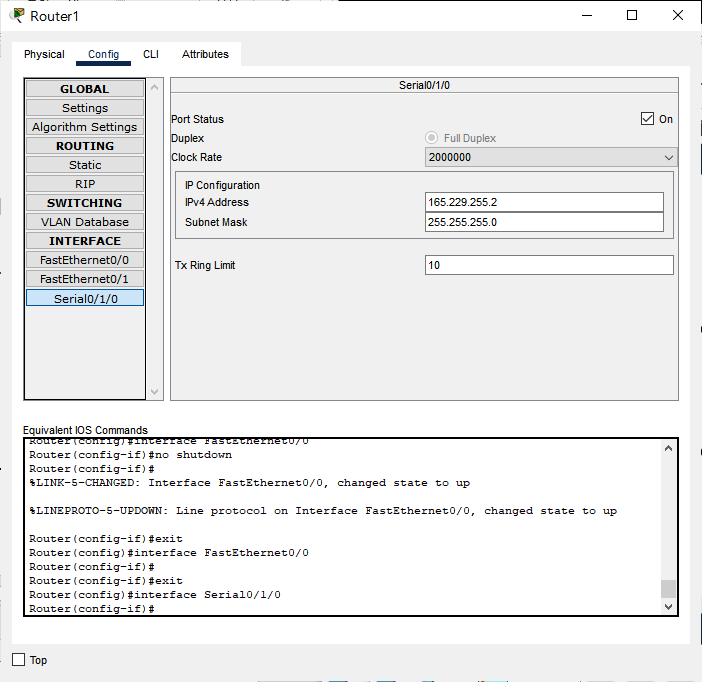 Router1
Physical Config CLI Attributes
GLOBAL
Settings
Algorithm Settings
ROUTING
Static
RIP
SWITCHING
VLAN Database
INTERFACE
FastEthernet0/0
FastEthernet0/1
Serial0/1/0
Serial0/1/0
Port Status On
Duplex Full Duplex
Clock Rate 2000000
IP Configuration
IPv4 Address 165.229.255.2
Subnet Mask 255.255.255.0
Tx Ring Limit 10
Equivalent IOS Commands
Router(config)#interface FastEthernet0/0
Router(config-if)#no shutdown
Router(config-if)#
%LINK-5-CHANGED: Interface FastEthernet0/0, changed state to up
%LINEPROTO-5-UPDOWN: Line protocol on Interface FastEthernet0/0, changed state to up
Router(config-if)#exit
Router(config)#interface FastEthernet0/0
Router(config-if)#
Router(config-if)#exit
Router(config)#interface Serial0/1/0
Router(config-if)#
Top